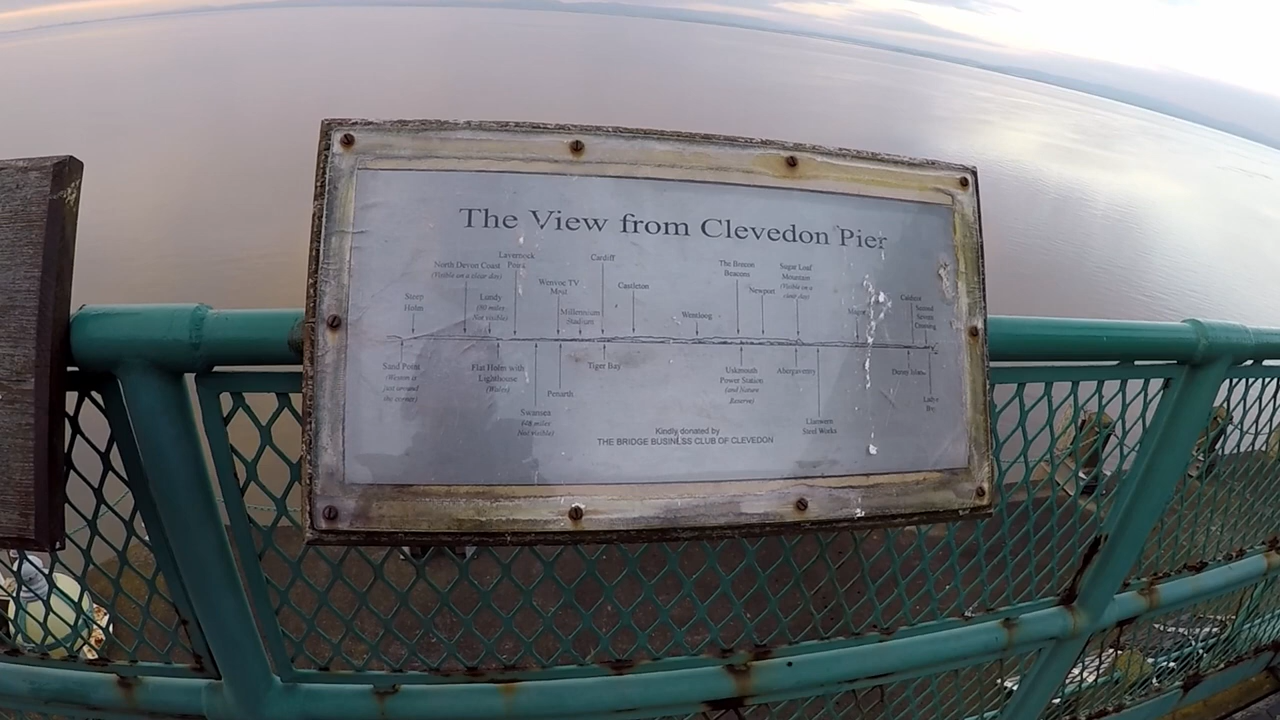 The View from Clevedon Pier
Lavernock
Point
Cardiff
North Devon Coast
(Visible on a clear day)
The Brecon
Beacons
Sugar Loaf
Mountain
(Visible on a
clear day)
Wenvoe TV
Mast
Castleton
Newport
Steep
Holm
Lundy
(80 miles
Not visible)
Millennium
Stadium
Wentloog
Second
Severn
Crossing
Sand Point
(Weston is
just around
the corner)
Flat Holm with
Lighthouse
(Wales)
Tiger Bay
Penarth
Swansea
(48 miles
Not visible)
Uskmouth
Power Station
(and Nature
Reserve)
Abergavenny
Llanwern
Steel Works
Denny Island
Ladye
Kindly donated by
THE BRIDGE BUSINESS CLUB OF CLEVEDON